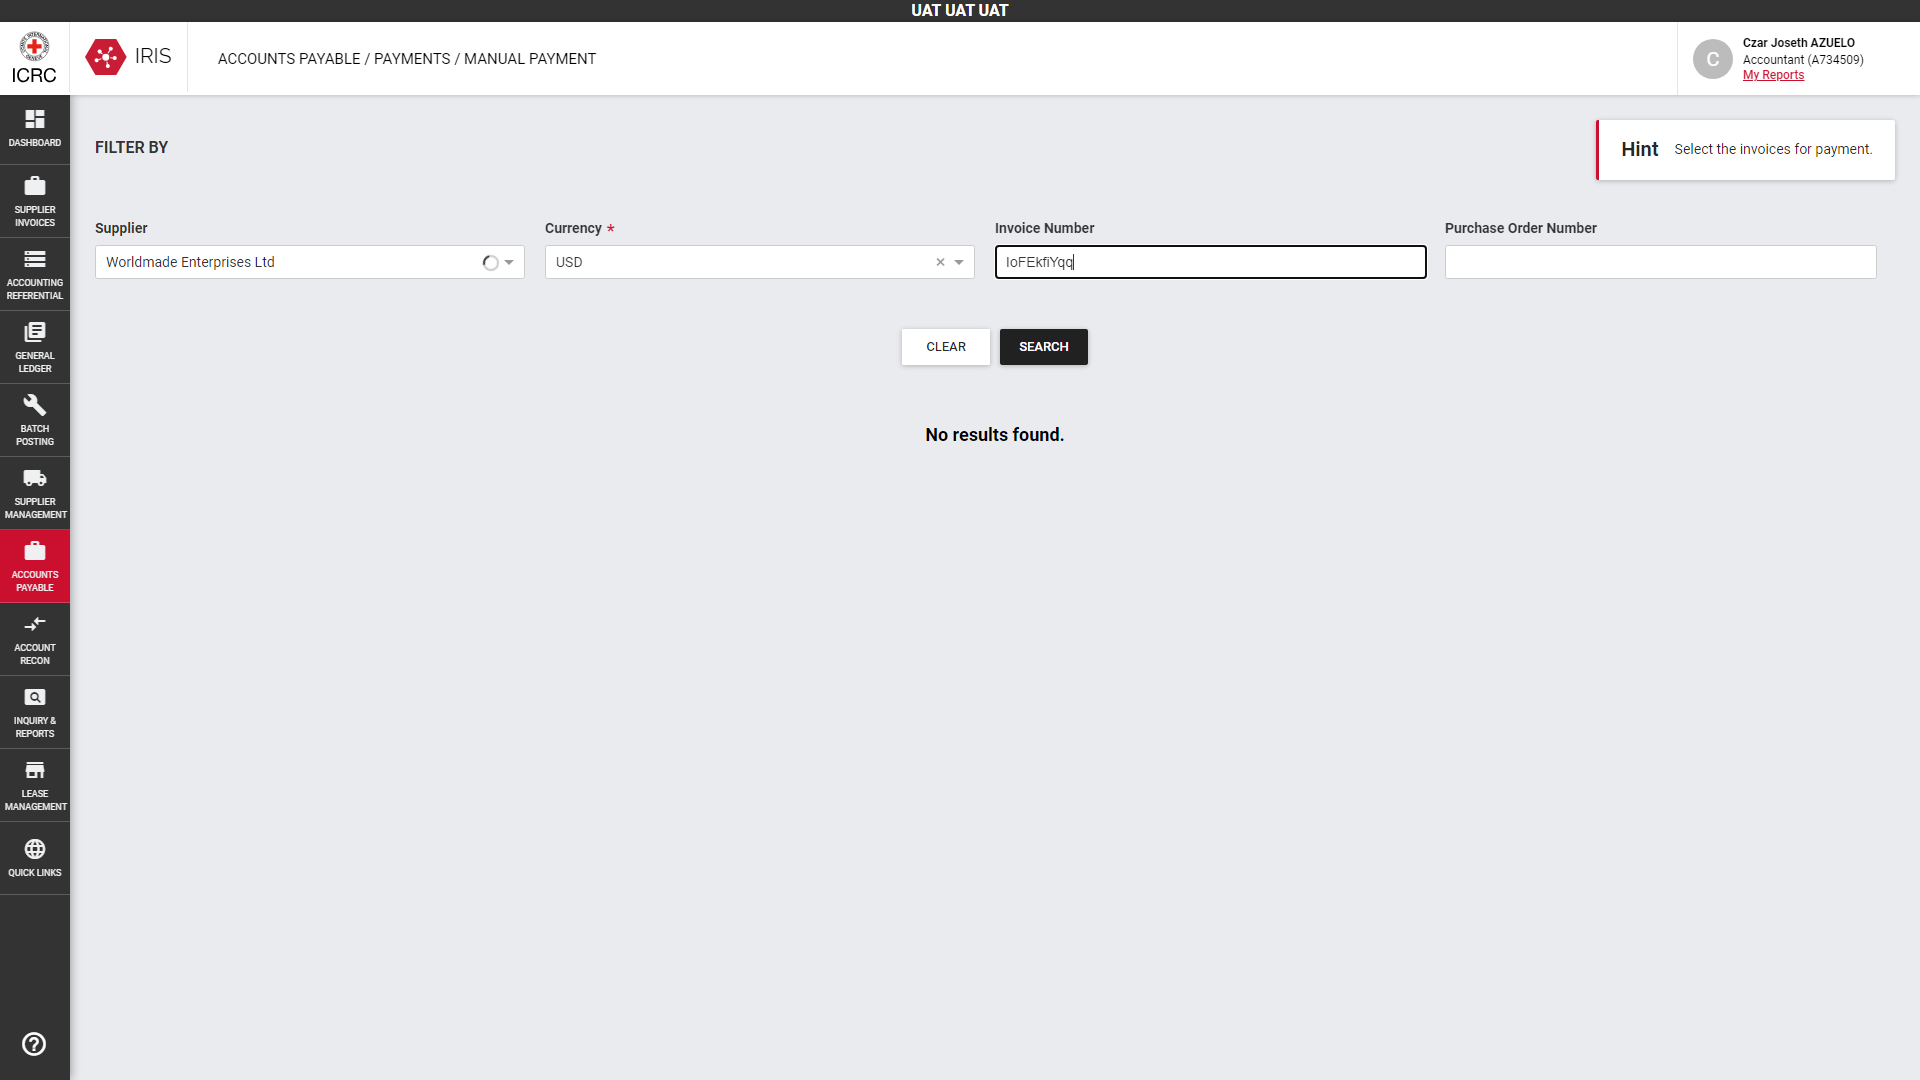 UAT UAT UAT
ICRC
IRIS
ACCOUNTS PAYABLE / PAYMENTS / MANUAL PAYMENT
C
Czar Joseth AZUELO
Accountant (A734509)
My Reports
DASHBOARD
SUPPLIER
INVOICES
ACCOUNTING
REFERENTIAL
GENERAL
LEDGER
BATCH
POSTING
SUPPLIER
MANAGEMENT
ACCOUNTS
PAYABLE
ACCOUNT
RECON
INQUIRY &
REPORTS
LEASE
MANAGEMENT
QUICK LINKS
FILTER BY
Hint Select the invoices for payment.
Supplier
Worldmade Enterprises Ltd
Currency *
USD
Invoice Number
IoFEkfiYqq
Purchase Order Number
CLEAR
SEARCH
No results found.